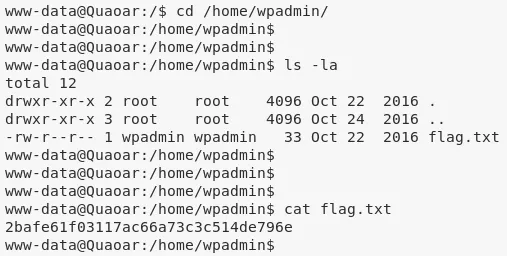 www-data@Quaoar:/$ cd /home/wpadmin/
www-data@Quaoar:/home/wpadmin$
www-data@Quaoar:/home/wpadmin$
www-data@Quaoar:/home/wpadmin$ ls -la
total 12
drwxr-xr-x 2 root    root    4096 Oct 22  2016 .
drwxr-xr-x 3 root    root    4096 Oct 24  2016 ..
-rw-r--r-- 1 wpadmin wpadmin   33 Oct 22  2016 flag.txt
www-data@Quaoar:/home/wpadmin$
www-data@Quaoar:/home/wpadmin$
www-data@Quaoar:/home/wpadmin$
www-data@Quaoar:/home/wpadmin$ cat flag.txt
2bafe61f03117ac66a73c3c514de796e
www-data@Quaoar:/home/wpadmin$